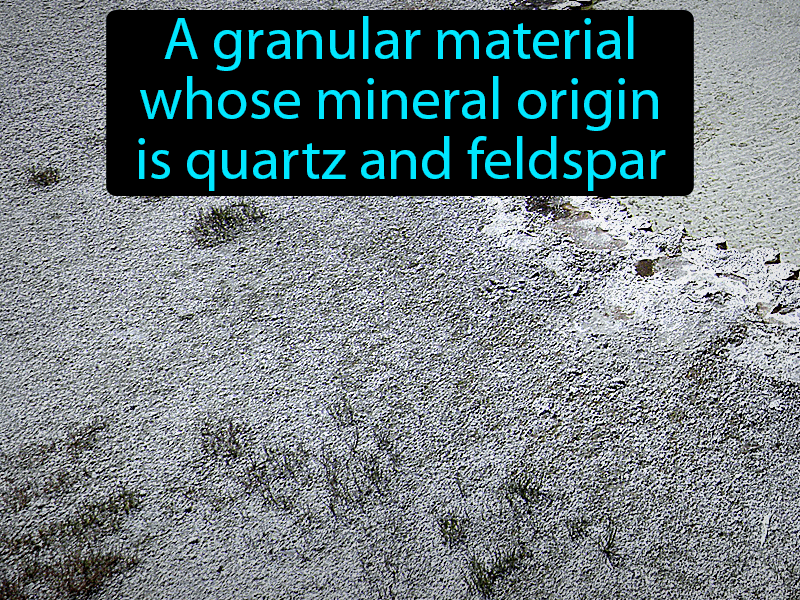 A granular material
whose mineral origin
is quartz and feldspar